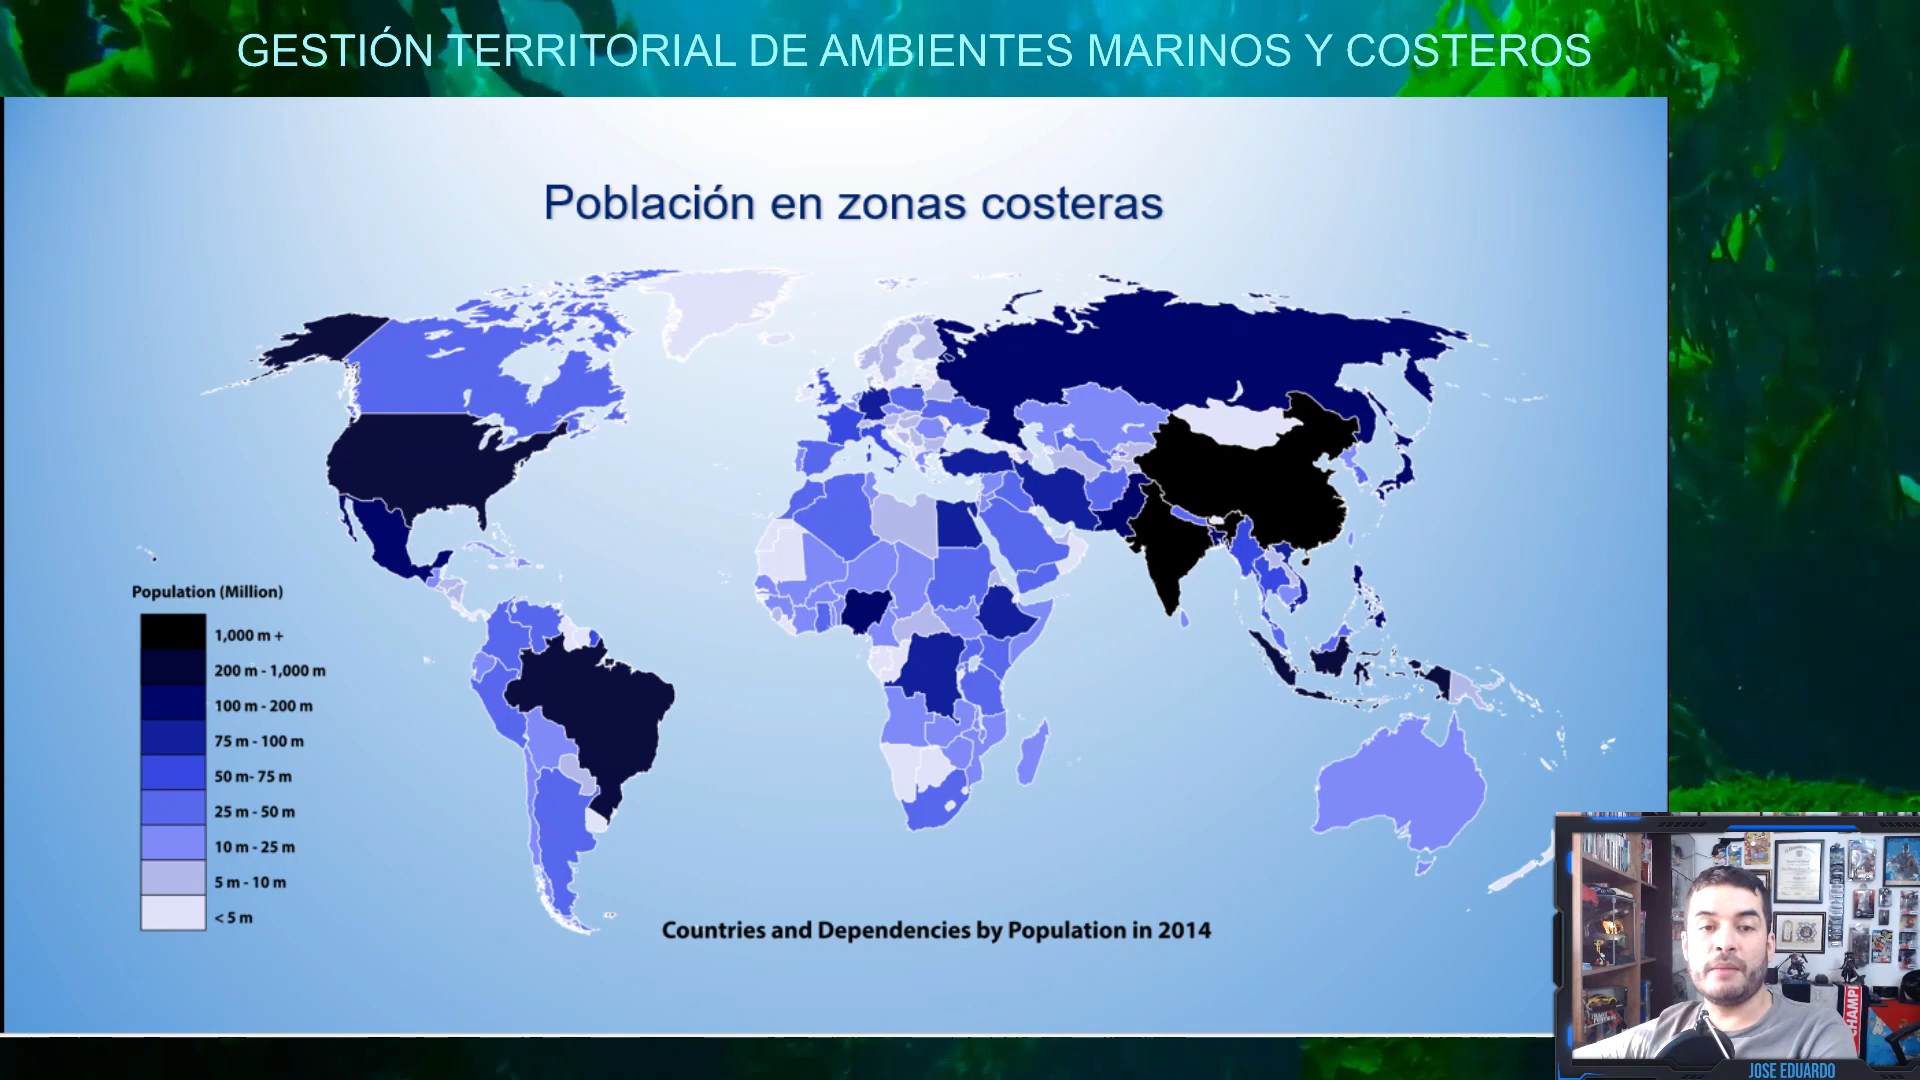 GESTIÓN TERRITORIAL DE AMBIENTES MARINOS Y COSTEROS
Población en zonas costeras
Population (Million)
1,000 m +
200 m - 1,000 m
100 m - 200 m
75 m - 100 m
50 m- 75 m
25 m - 50 m
10 m - 25 m
5 m - 10 m
< 5 m
Countries and Dependencies by Population in 2014
CHAMPI
JOSE EDUARDO